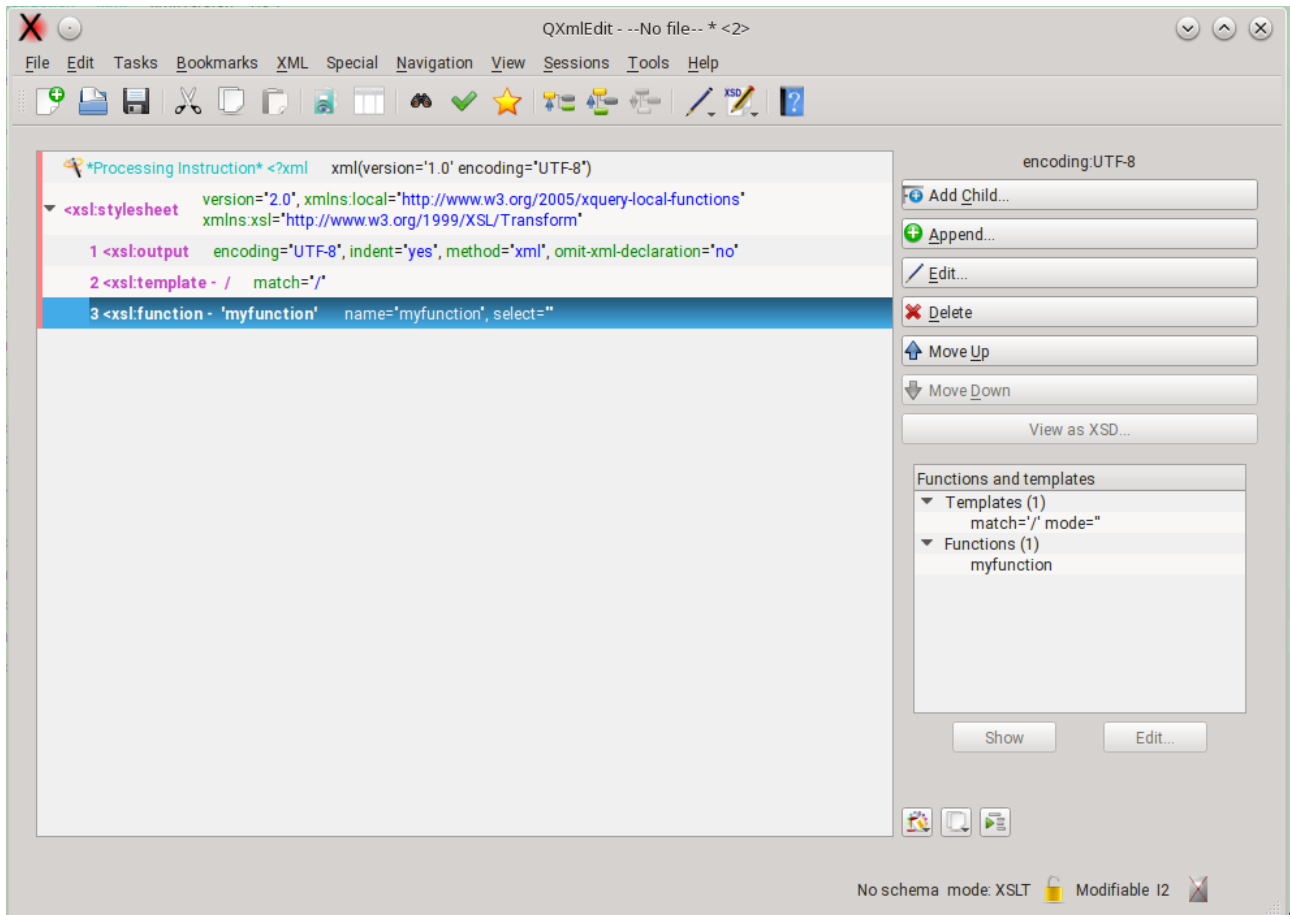 QXmlEdit - --No file-- * <2>
File Edit Tasks Bookmarks XML Special Navigation View Sessions Tools Help
XSD
?
*Processing Instruction* <?xml xml(version='1.0' encoding="UTF-8")
<xsl:stylesheet version="2.0", xmlns:local="http://www.w3.org/2005/xquery-local-functions"
xmlns:xsl="http://www.w3.org/1999/XSL/Transform"
1 <xsl:output encoding="UTF-8", indent="yes", method="xml", omit-xml-declaration="no"
2 <xsl:template - / match="/"
3 <xsl:function - 'myfunction' name="myfunction", select=""
encoding:UTF-8
Add Child...
Append...
Edit...
Delete
Move Up
Move Down
View as XSD...
Functions and templates
Templates (1)
match='/' mode=''
Functions (1)
myfunction
Show Edit...
No schema mode: XSLT Modifiable I2